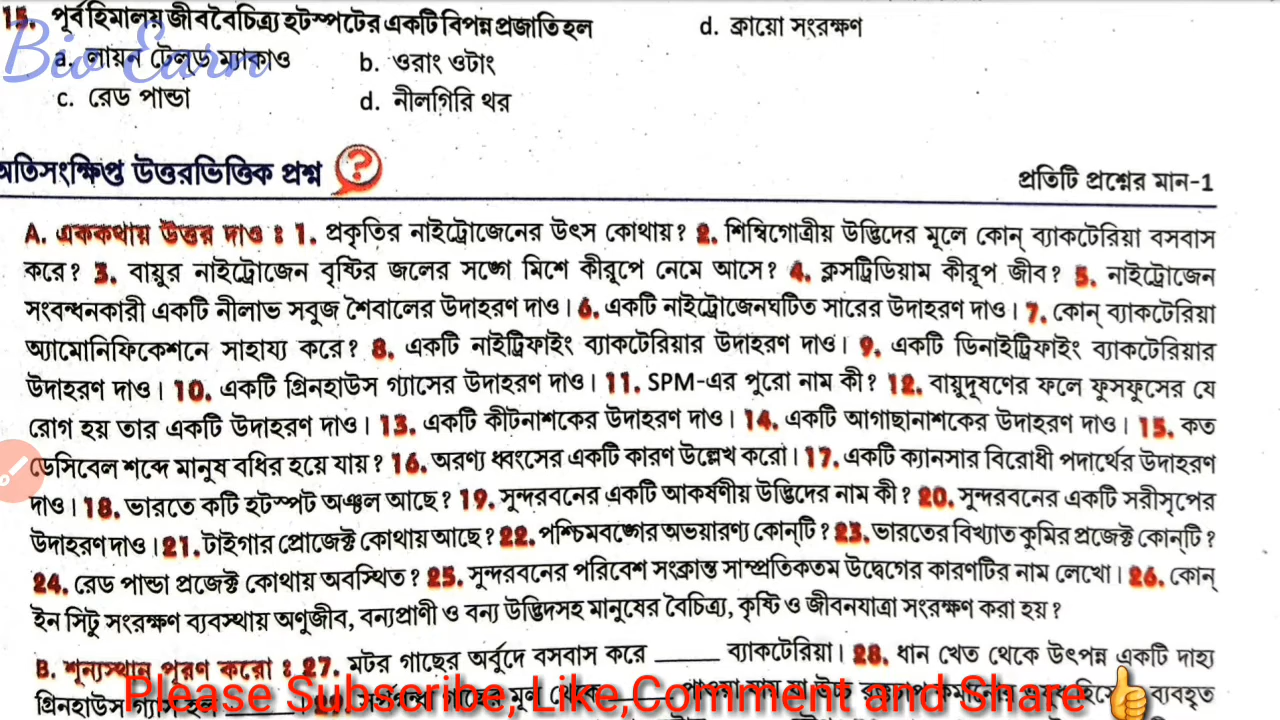 15. পূর্ব হিমালয় জীববৈচিত্র্য হটস্পটের একটি বিপন্ন প্রজাতি হল
d. ক্রায়ো সংরক্ষণ
Bio Earn
a. লায়ন টেল্‌ড ম্যাকাও b. ওরাং ওটাং
c. রেড পান্ডা d. নীলগিরি থর
অতিসংক্ষিপ্ত উত্তরভিত্তিক প্রশ্ন ?
প্রতিটি প্রশ্নের মান-1
A. এককথায় উত্তর দাও : 1. প্রকৃতির নাইট্রোজেনের উৎস কোথায়? 2. শিম্বিগোত্রীয় উদ্ভিদের মূলে কোন্ ব্যাকটেরিয়া বসবাস
করে? 3. বায়ুর নাইট্রোজেন বৃষ্টির জলের সঙ্গে মিশে কীরূপে নেমে আসে? 4. ক্লসট্রিডিয়াম কীরূপ জীব? 5. নাইট্রোজেন
সংবন্ধনকারী একটি নীলাভ সবুজ শৈবালের উদাহরণ দাও। 6. একটি নাইট্রোজেনঘটিত সারের উদাহরণ দাও। 7. কোন্ ব্যাকটেরিয়া
অ্যামোনিফিকেশনে সাহায্য করে? 8. একটি নাইট্রিফাইং ব্যাকটেরিয়ার উদাহরণ দাও। 9. একটি ডিনাইট্রিফাইং ব্যাকটেরিয়ার
উদাহরণ দাও। 10. একটি গ্রিনহাউস গ্যাসের উদাহরণ দাও। 11. SPM-এর পুরো নাম কী? 12. বায়ুদূষণের ফলে ফুসফুসের যে
রোগ হয় তার একটি উদাহরণ দাও। 13. একটি কীটনাশকের উদাহরণ দাও। 14. একটি আগাছানাশকের উদাহরণ দাও। 15. কত
ডেসিবেল শব্দে মানুষ বধির হয়ে যায়? 16. অরণ্য ধ্বংসের একটি কারণ উল্লেখ করো। 17. একটি ক্যানসার বিরোধী পদার্থের উদাহরণ
দাও। 18. ভারতে কটি হটস্পট অঞ্চল আছে? 19. সুন্দরবনের একটি আকর্ষণীয় উদ্ভিদের নাম কী? 20. সুন্দরবনের একটি সরীসৃপের
উদাহরণ দাও। 21. টাইগার প্রোজেক্ট কোথায় আছে? 22. পশ্চিমবঙ্গের অভয়ারণ্য কোন্‌টি? 23. ভারতের বিখ্যাত কুমির প্রজেক্ট কোন্‌টি?
24. রেড পান্ডা প্রজেক্ট কোথায় অবস্থিত? 25. সুন্দরবনের পরিবেশ সংক্রান্ত সাম্প্রতিকতম উদ্বেগের কারণটির নাম লেখো। 26. কোন্
ইন সিটু সংরক্ষণ ব্যবস্থায় অণুজীব, বন্যপ্রাণী ও বন্য উদ্ভিদসহ মানুষের বৈচিত্র্য, কৃষ্টি ও জীবনযাত্রা সংরক্ষণ করা হয়?
B. শূন্যস্থান পূরণ করো : 27. মটর গাছের অর্বুদে বসবাস করে _____ ব্যাকটেরিয়া। 28. ধান খেত থেকে উৎপন্ন একটি দাহ্য
গ্রিনহাউস গ্যাস হল _____ ব্যবহৃত
Please Subscribe, Like,Comment and Share 👍